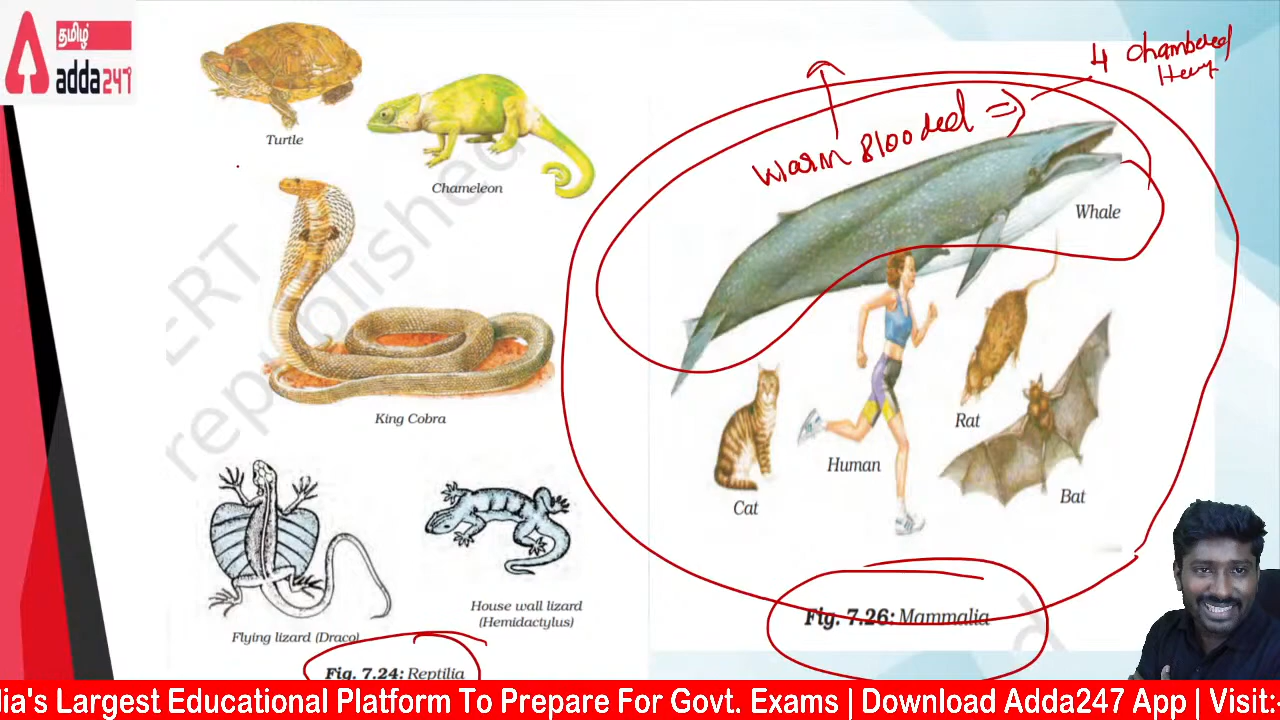 தமிழ்
adda247
Turtle
Chameleon
King Cobra
Flying lizard (Draco)
House wall lizard
(Hemidactylus)
Fig. 7.24: Reptilia
4 chambered
warm Blooded =>
Whale
Cat
Human
Rat
Bat
Fig. 7.26: Mammalia
republished
lia's Largest Educational Platform To Prepare For Govt. Exams | Download Adda247 App | Visit:-